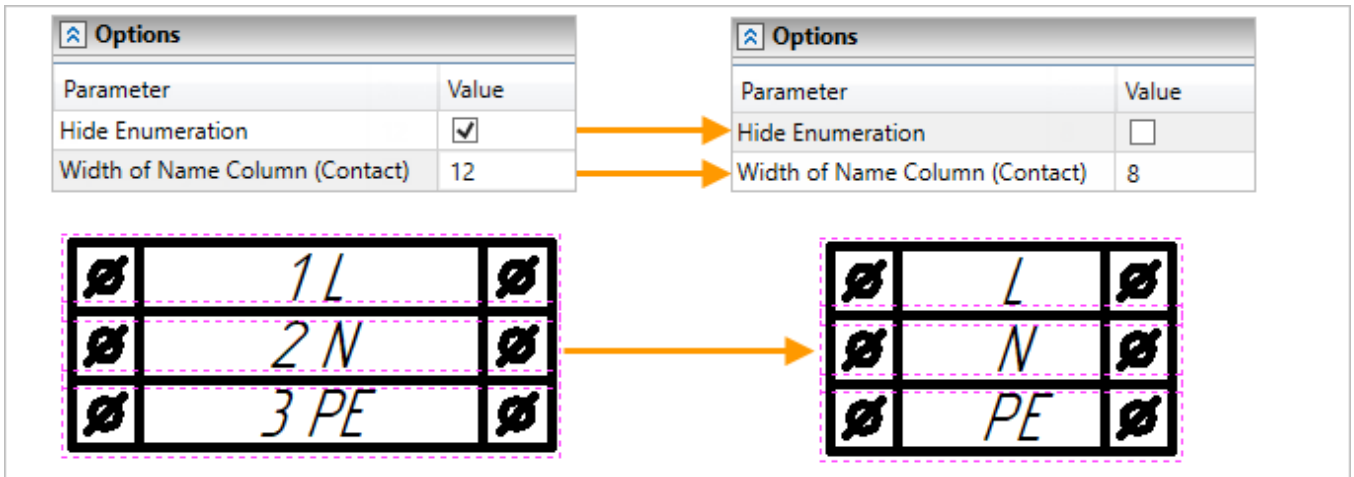 Options
Parameter Value
Hide Enumeration
Width of Name Column (Contact) 12
Options
Parameter Value
Hide Enumeration
Width of Name Column (Contact) 8
1 L
2 N
3 PE
L
N
PE